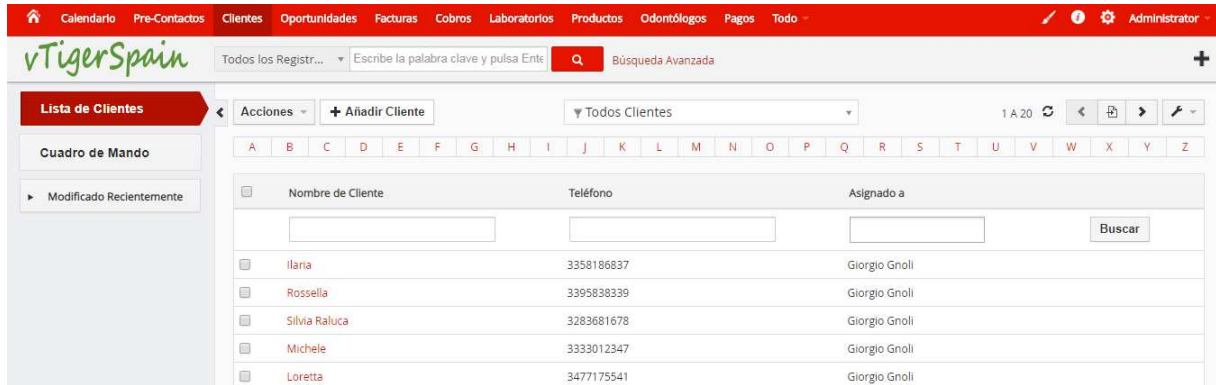 Calendario Pre-Contactos Clientes Oportunidades Facturas Cobros Laboratorios Productos Odontólogos Pagos Todo Administrator
vTigerSpain Todos los Registr... Escribe la palabra clave y pulsa Ente Búsqueda Avanzada
Lista de Clientes Acciones Añadir Cliente Todos Clientes 1 A 20
Cuadro de Mando A B C D E F G H I J K L M N O P Q R S T U V W X Y Z
Modificado Recientemente Nombre de Cliente Teléfono Asignado a
Buscar
Ilaria 3358186837 Giorgio Gnoli
Rossella 3395838339 Giorgio Gnoli
Silvia Raluca 3283681678 Giorgio Gnoli
Michele 3333012347 Giorgio Gnoli
Loretta 3477175541 Giorgio Gnoli